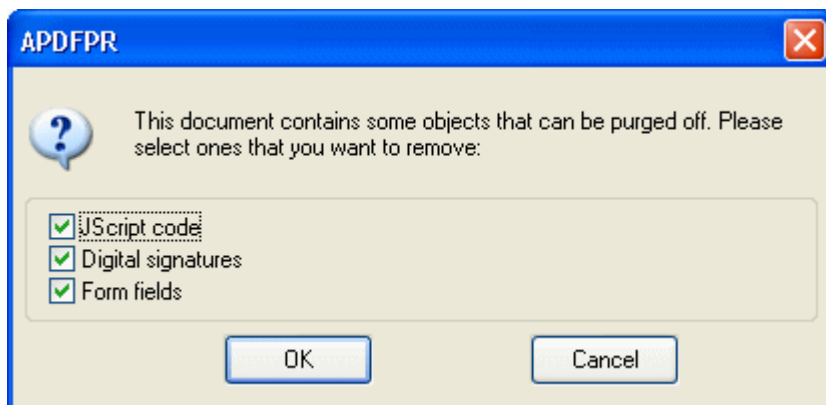 APDFPR
This document contains some objects that can be purged off. Please
select ones that you want to remove:
JScript code
Digital signatures
Form fields
OK Cancel